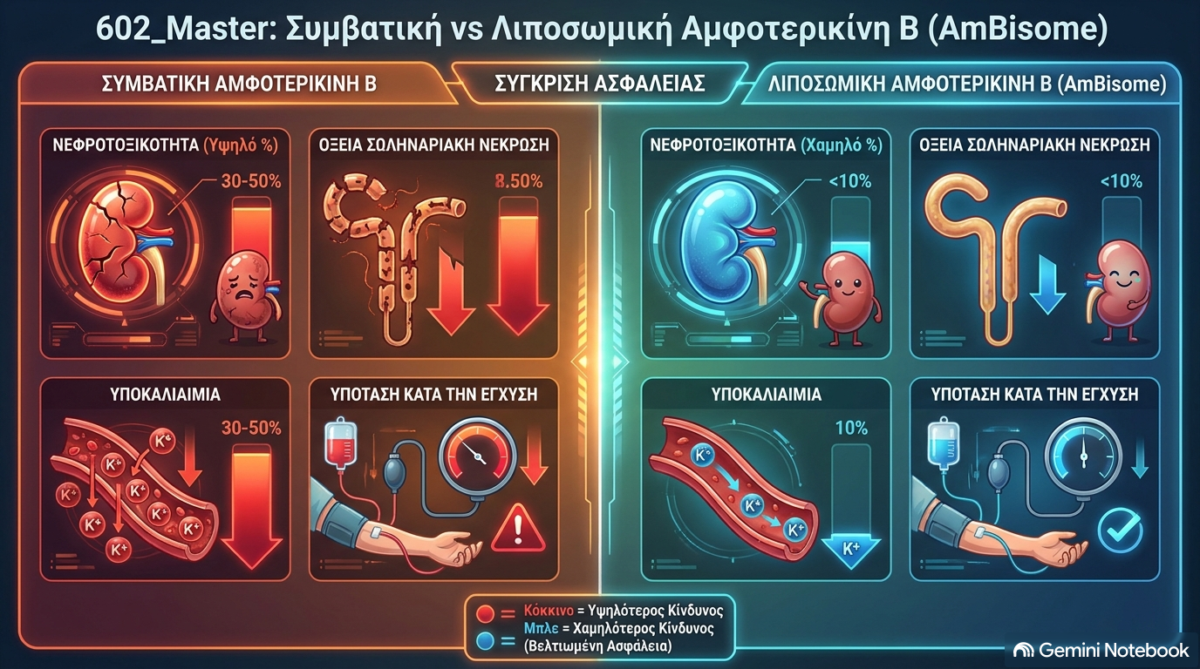 602_Master: Συμβατική vs Λιποσωμική Αμφοτερικίνη Β (AmBisome)
ΣΥΜΒΑΤΙΚΗ ΑΜΦΟΤΕΡΙΚΙΝΗ Β
ΣΥΓΚΡΙΣΗ ΑΣΦΑΛΕΙΑΣ
ΛΙΠΟΣΩΜΙΚΗ ΑΜΦΟΤΕΡΙΚΙΝΗ Β (AmBisome)
ΝΕΦΡΟΤΟΞΙΚΟΤΗΤΑ (Υψηλό %)
30-50%
ΟΞΕΙΑ ΣΩΛΗΝΑΡΙΑΚΗ ΝΕΚΡΩΣΗ
8.50%
ΝΕΦΡΟΤΟΞΙΚΟΤΗΤΑ (Χαμηλό %)
<10%
ΟΞΕΙΑ ΣΩΛΗΝΑΡΙΑΚΗ ΝΕΚΡΩΣΗ
<10%
ΥΠΟΚΑΛΙΑΙΜΙΑ
30-50%
K⁺
K⁺
K⁺
K⁺
K⁺
K⁺
K⁺
K⁺
ΥΠΟΤΑΣΗ ΚΑΤΑ ΤΗΝ ΕΓΧΥΣΗ
!
ΥΠΟΚΑΛΙΑΙΜΙΑ
10%
K⁺
K⁺
K⁺
K⁺
ΥΠΟΤΑΣΗ ΚΑΤΑ ΤΗΝ ΕΓΧΥΣΗ
= Κόκκινο = Υψηλότερος Κίνδυνος
Μπλε = Χαμηλότερος Κίνδυνος
= (Βελτιωμένη Ασφάλεια)
Gemini Notebook